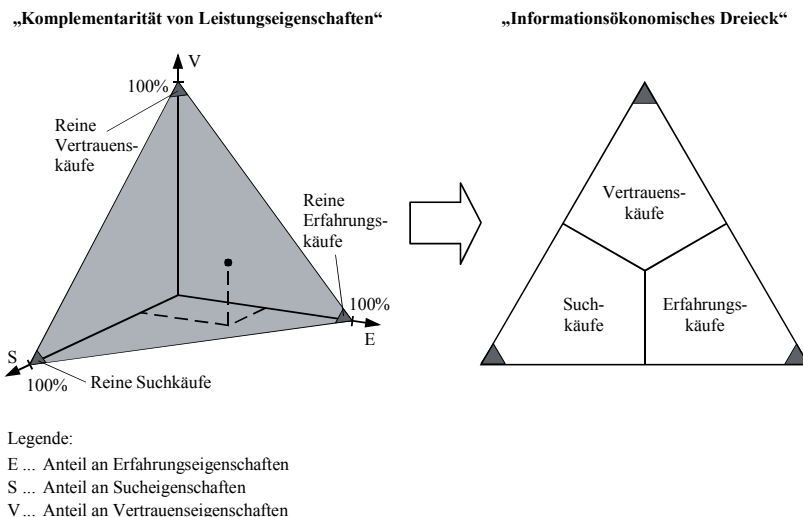 „Komplementarität von Leistungseigenschaften“
„Informationsökonomisches Dreieck“
V
100%
Reine
Vertrauens-
käufe
Reine
Erfahrungs-
käufe
100%
E
S
100%
Reine Suchkäufe
Vertrauens-
käufe
Such-
käufe
Erfahrungs-
käufe
Legende:
E ... Anteil an Erfahrungseigenschaften
S ... Anteil an Sucheigenschaften
V ... Anteil an Vertrauenseigenschaften